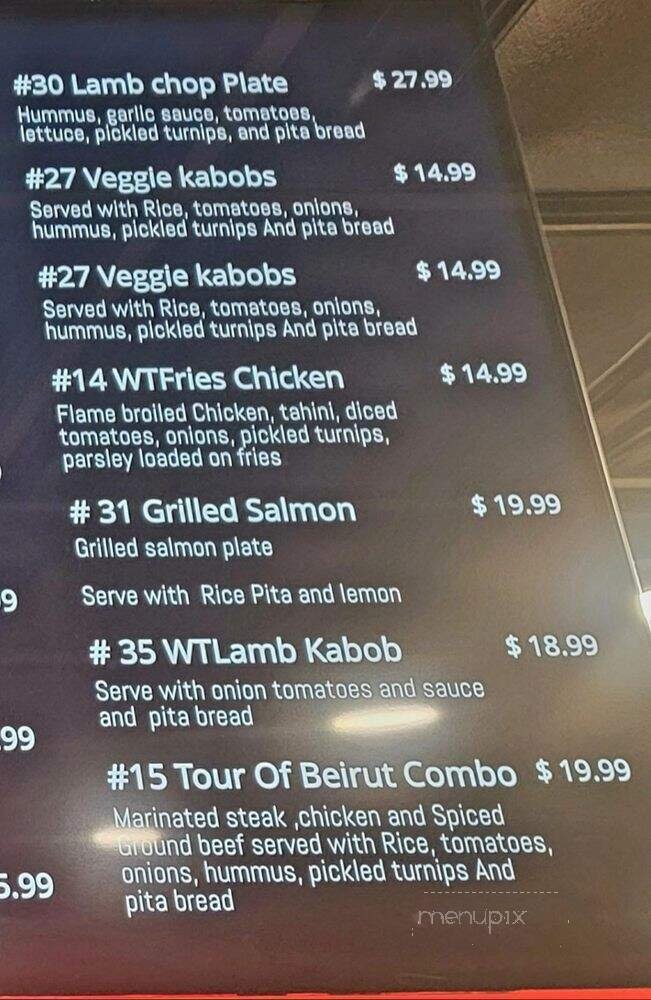 #30 Lamb chop Plate $ 27.99
Hummus, garlic sauce, tomatoes,
lettuce, pickled turnips, and pita bread
#27 Veggie kabobs $ 14.99
Served with Rice, tomatoes, onions,
hummus, pickled turnips And pita bread
#27 Veggie kabobs $ 14.99
Served with Rice, tomatoes, onions,
hummus, pickled turnips And pita bread
#14 WTFries Chicken $ 14.99
Flame broiled Chicken, tahini, diced
tomatoes, onions, pickled turnips,
parsley loaded on fries
# 31 Grilled Salmon $ 19.99
Grilled salmon plate
9 Serve with Rice Pita and lemon
# 35 WTLamb Kabob $ 18.99
Serve with onion tomatoes and sauce
and pita bread
.99
#15 Tour Of Beirut Combo $ 19.99
Marinated steak ,chicken and Spiced
Ground beef served with Rice, tomatoes,
onions, hummus, pickled turnips And
5.99
pita bread
menupix